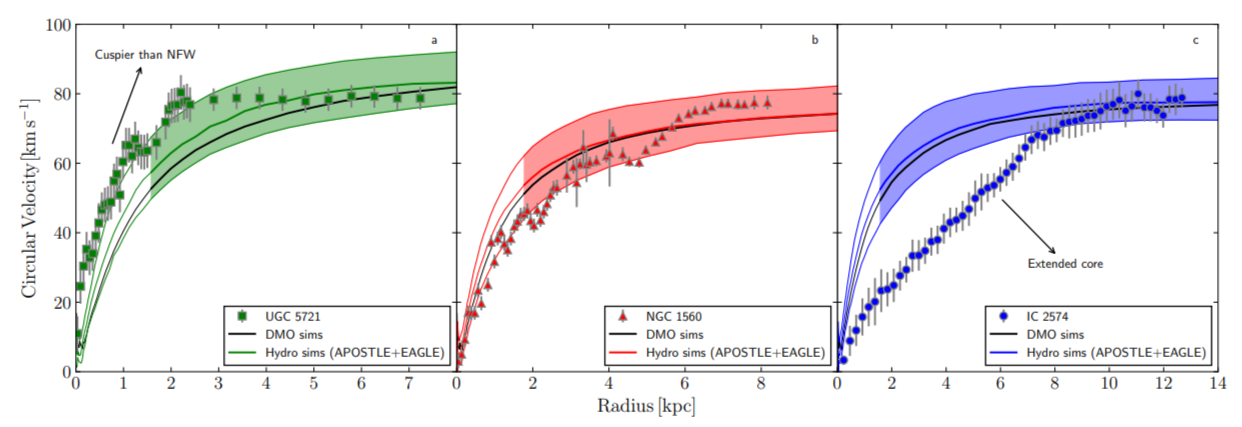 100
80
60
40
20
0
Circular Velocity [km s⁻¹]
a
Cuspier than NFW
UGC 5721
DMO sims
Hydro sims (APOSTLE+EAGLE)
0 1 2 3 4 5 6 7
b
NGC 1560
DMO sims
Hydro sims (APOSTLE+EAGLE)
0 2 4 6 8
c
Extended core
IC 2574
DMO sims
Hydro sims (APOSTLE+EAGLE)
0 2 4 6 8 10 12 14
Radius [kpc]